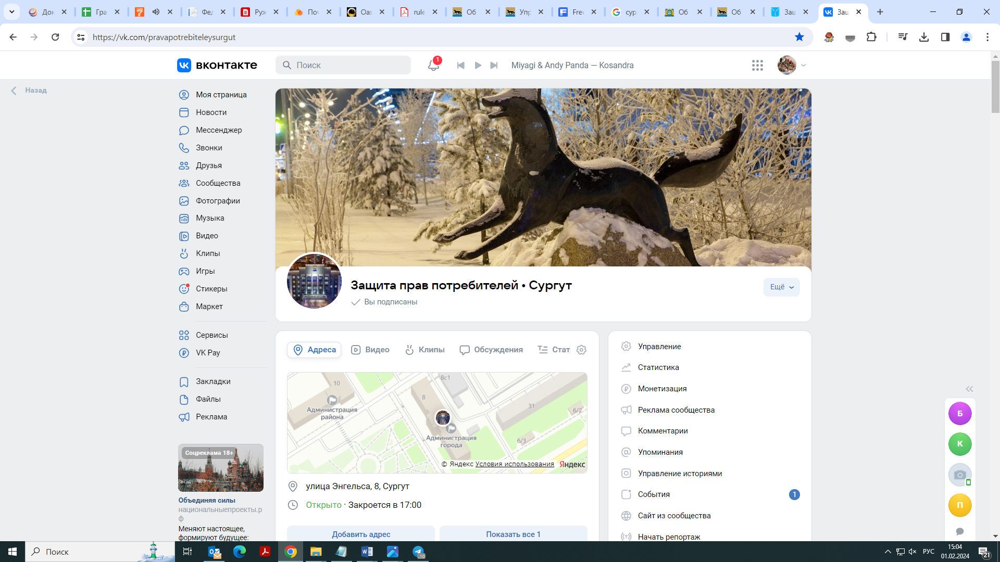 Док
Гра
Фед
Руж
Поч
Oas
rule
Об
Упр
Free
сур
Об
Об
Защ
Защ
https://vk.com/pravapotrebiteleysurgut
вконтакте
Поиск
1
Miyagi & Andy Panda — Kosandra
Назад
Моя страница
Новости
Мессенджер
Звонки
Друзья
Сообщества
Фотографии
Музыка
Видео
Клипы
Игры
Стикеры
Маркет
Сервисы
VK Pay
Закладки
Файлы
Реклама
Соцреклама 18+
Объединяя силы
национальныепроекты.р
ф
Меняют настоящее,
формируют будущее:
Защита прав потребителей • Сургут
Вы подписаны
Ещё
Адреса
Видео
Клипы
Обсуждения
Стат
10
8с1
8
31
6/2
6/3
Администрация
района
Администрация
города
© Яндекс Условия использования Яндекс
улица Энгельса, 8, Сургут
Открыто · Закроется в 17:00
Добавить адрес
Показать все 1
Управление
Статистика
Монетизация
Реклама сообщества
Комментарии
Упоминания
Управление историями
События
1
Сайт из сообщества
Начать репортаж
Б
К
П
Поиск
10
РУС
15:04
01.02.2024
21